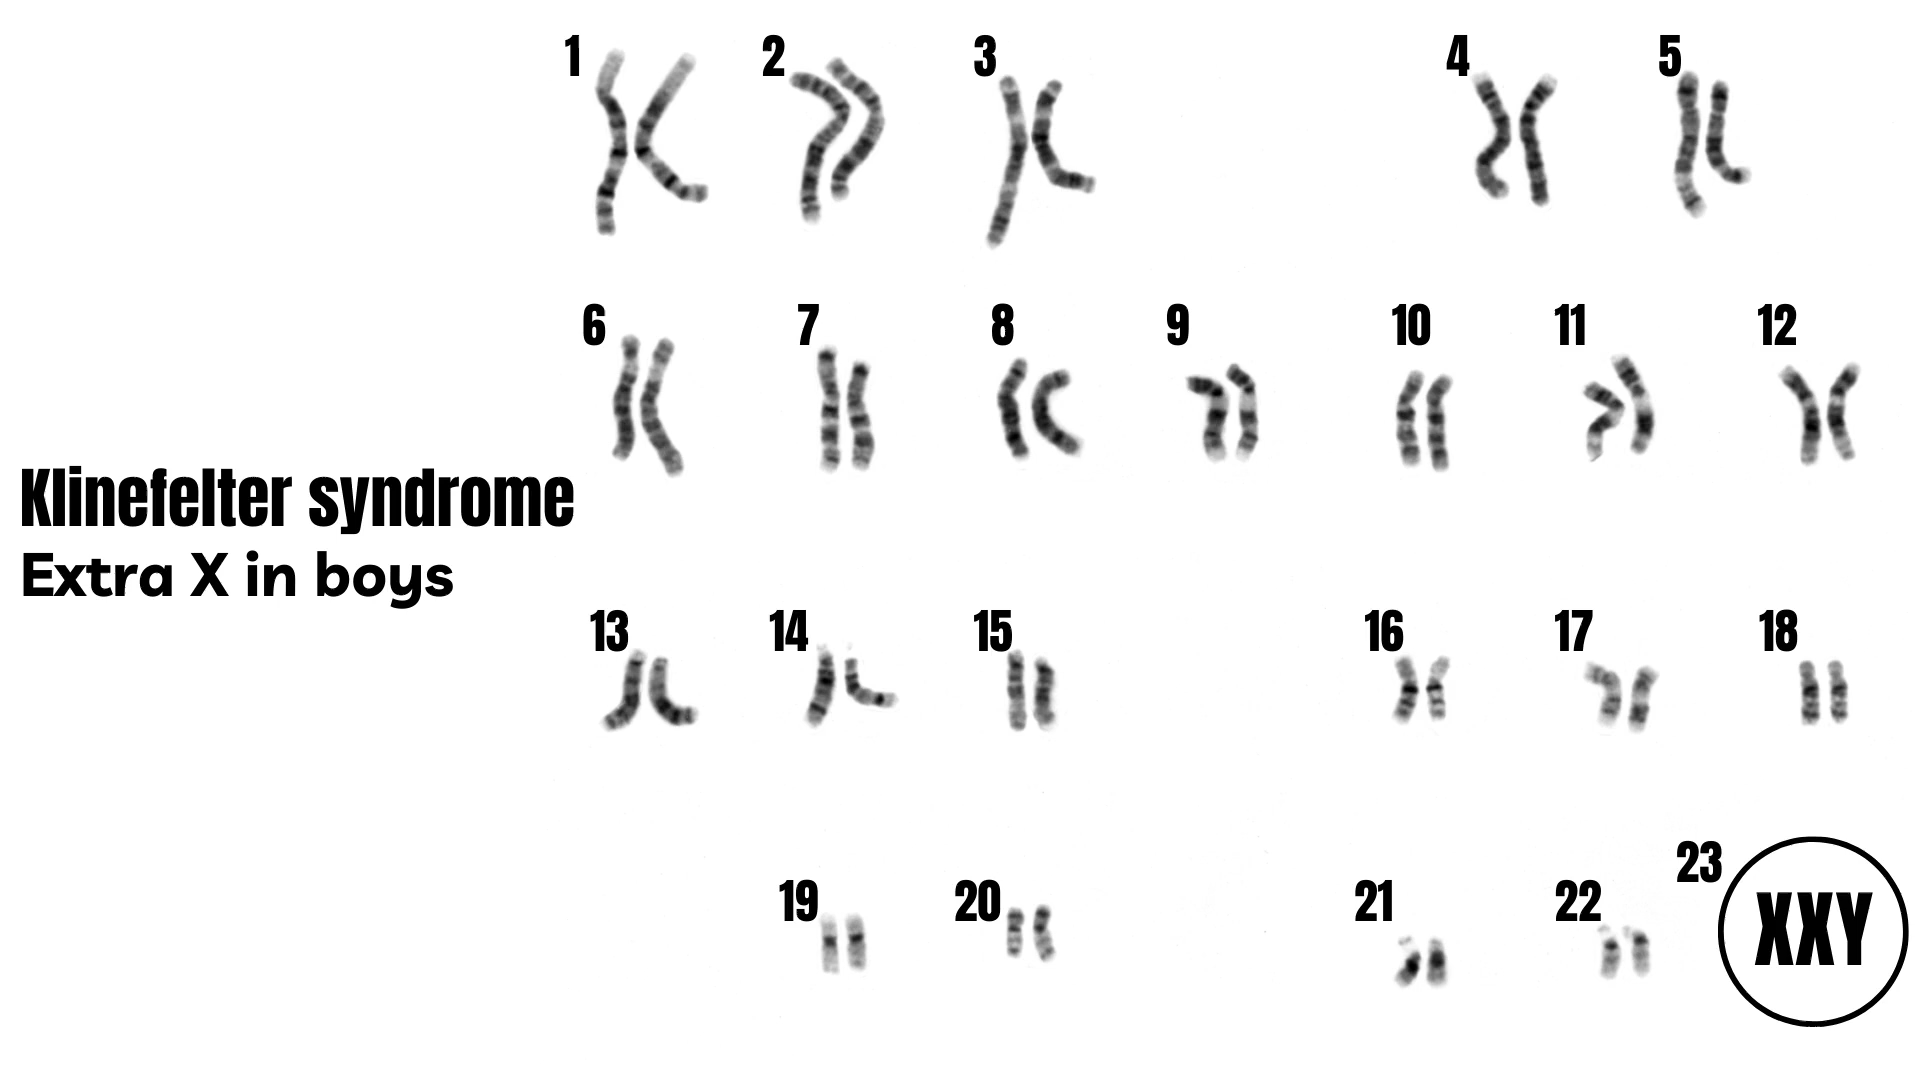 1 2 3 4 5
6 7 8 9 10 11 12
Klinefelter syndrome
Extra X in boys
13 14 15 16 17 18
19 20 21 22 23
XXY